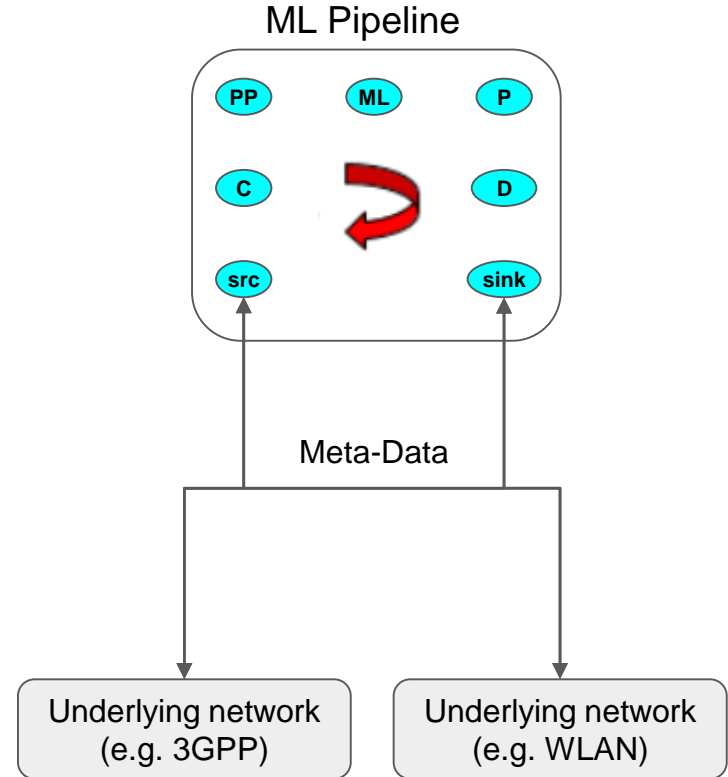 ML Pipeline
PP
ML
P
C
D
src
sink
Meta-Data
Underlying network
(e.g. 3GPP)
Underlying network
(e.g. WLAN)